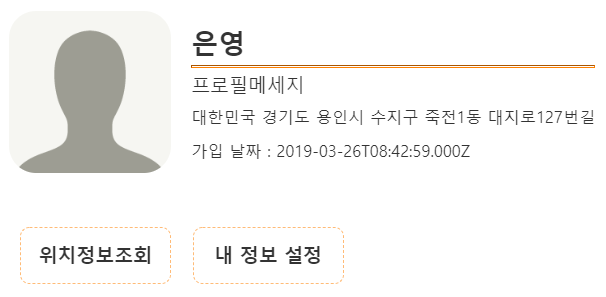 은영
프로필메세지
대한민국 경기도 용인시 수지구 죽전1동 대지로127번길
가입 날짜 : 2019-03-26T08:42:59.000Z
위치정보조회
내 정보 설정